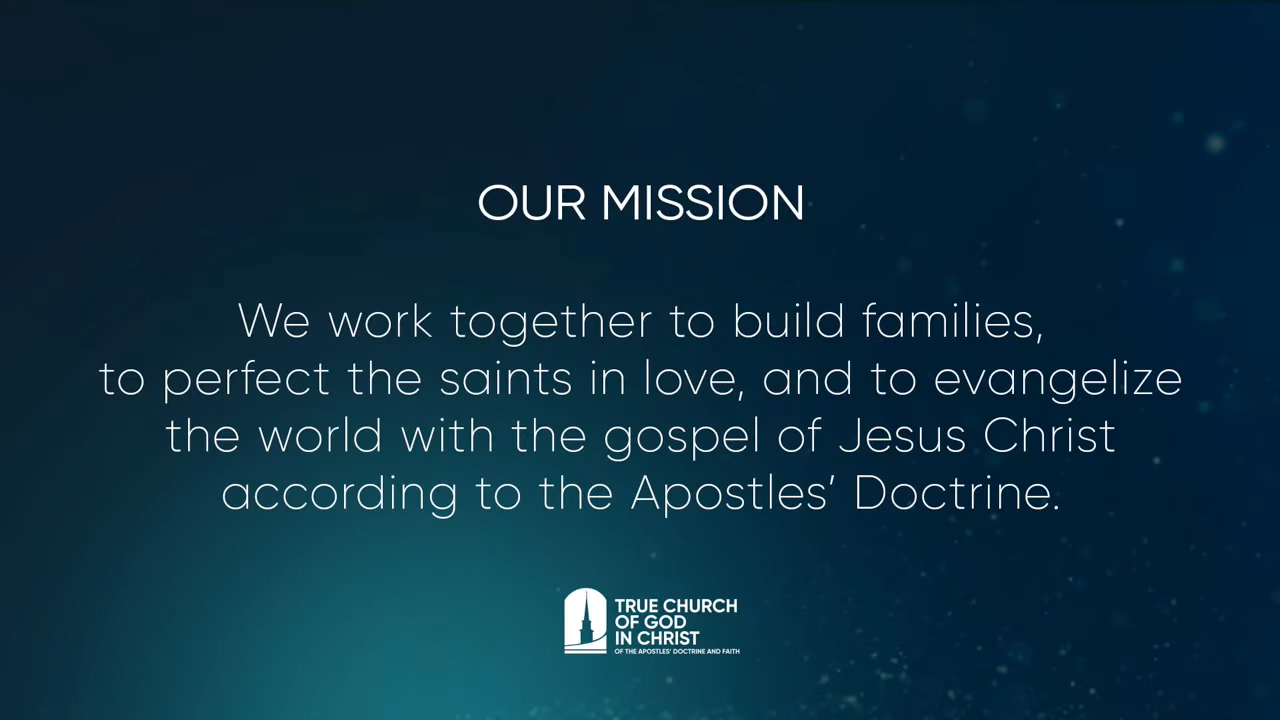 OUR MISSION
We work together to build families,
to perfect the saints in love, and to evangelize
the world with the gospel of Jesus Christ
according to the Apostles’ Doctrine.
TRUE CHURCH
OF GOD
IN CHRIST
OF THE APOSTLES' DOCTRINE AND FAITH